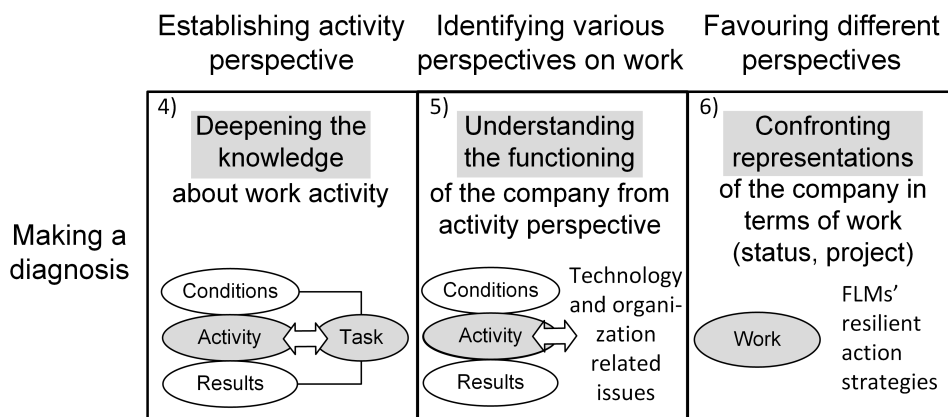 Establishing activity
perspective
Identifying various
perspectives on work
Favouring different
perspectives
Making a
diagnosis
4)
Deepening the
knowledge
about work activity
Conditions
Activity
Task
Results
5)
Understanding
the functioning
of the company from
activity perspective
Conditions
Activity
Results
Technology
and organi-
zation
related
issues
6)
Confronting
representations
of the company in
terms of work
(status, project)
Work
FLMs'
resilient
action
strategies